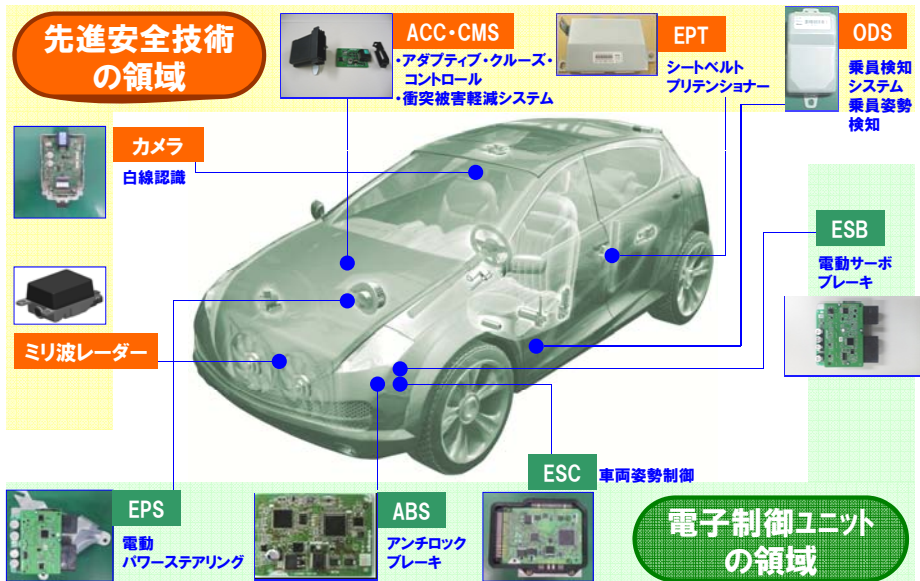 先進安全技術
の領域
ACC・CMS
・アダプティブ・クルーズ・
コントロール
・衝突被害軽減システム
EPT
シートベルト
プリテンショナー
ODS
乗員検知
システム
乗員姿勢
検知
カメラ
白線認識
ESB
電動サーボ
ブレーキ
ミリ波レーダー
ESC
車両姿勢制御
EPS
電動
パワーステアリング
ABS
アンチロック
ブレーキ
電子制御ユニット
の領域